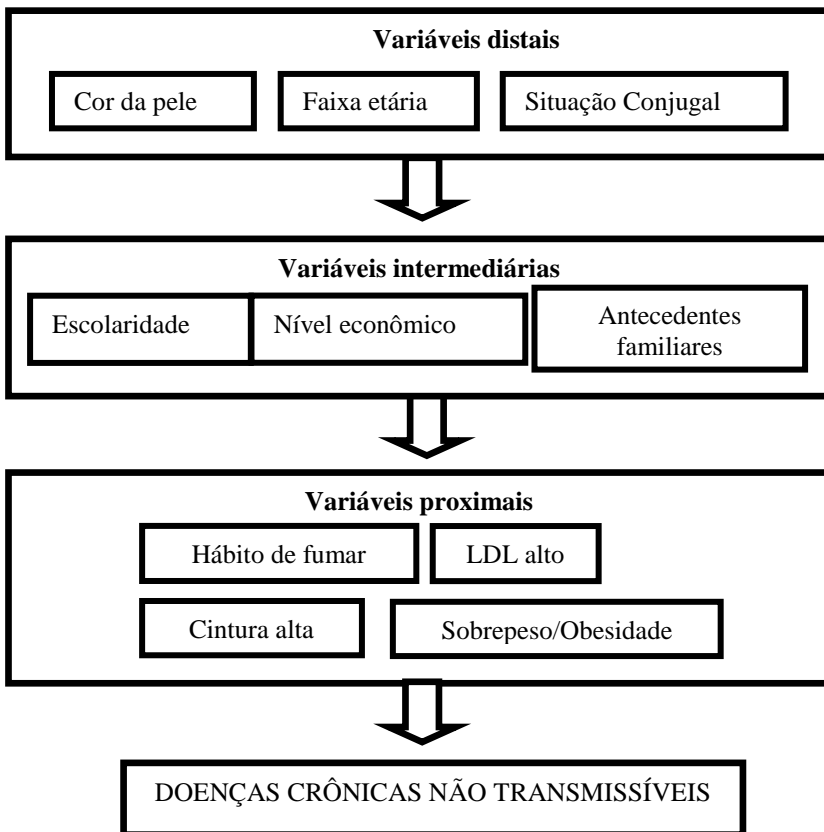 Variáveis distais
Cor da pele
Faixa etária
Situação Conjugal
Variáveis intermediárias
Escolaridade
Nível econômico
Antecedentes
familiares
Variáveis proximais
Hábito de fumar
LDL alto
Cintura alta
Sobrepeso/Obesidade
DOENÇAS CRÔNICAS NÃO TRANSMISSÍVEIS